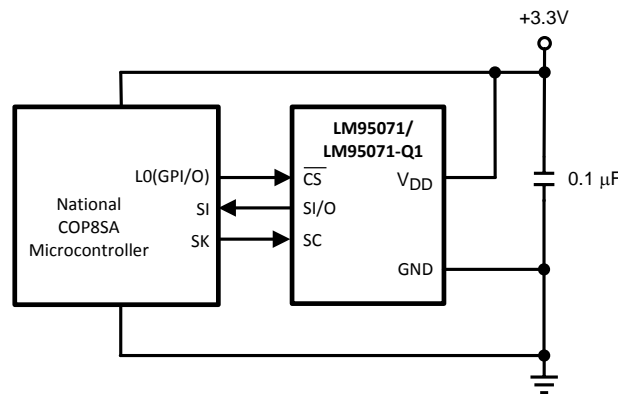 +3.3V
LM95071/
LM95071-Q1
L0(GPI/O)
CS
VDD
0.1 μF
National
COP8SA
Microcontroller
SI
SI/O
SK
SC
GND